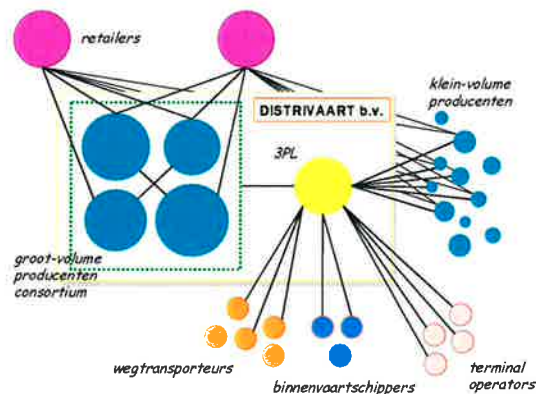 retailers
klein-volume
producenten
DISTRIVAART b.v.
3PL
groot-volume
producenten
consortium
wegtransporteurs
binnenvaartschippers
terminal
operators